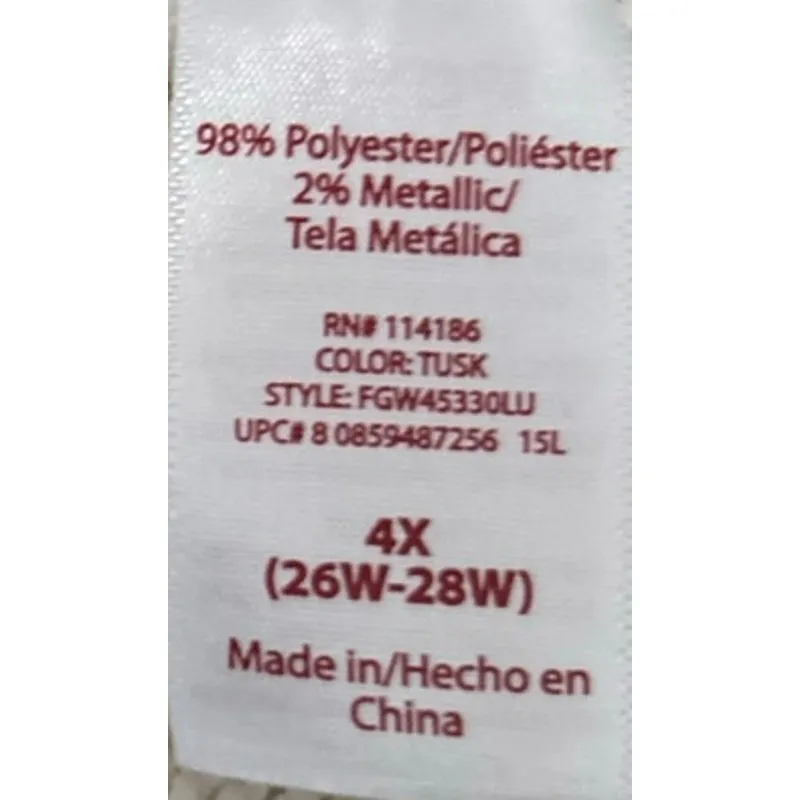 98% Polyester/Poliéster
2% Metallic/
Tela Metálica
RN# 114186
COLOR: TUSK
STYLE: FGW45330LU
UPC# 8 0859487256 15L
4X
(26W-28W)
Made in/Hecho en
China